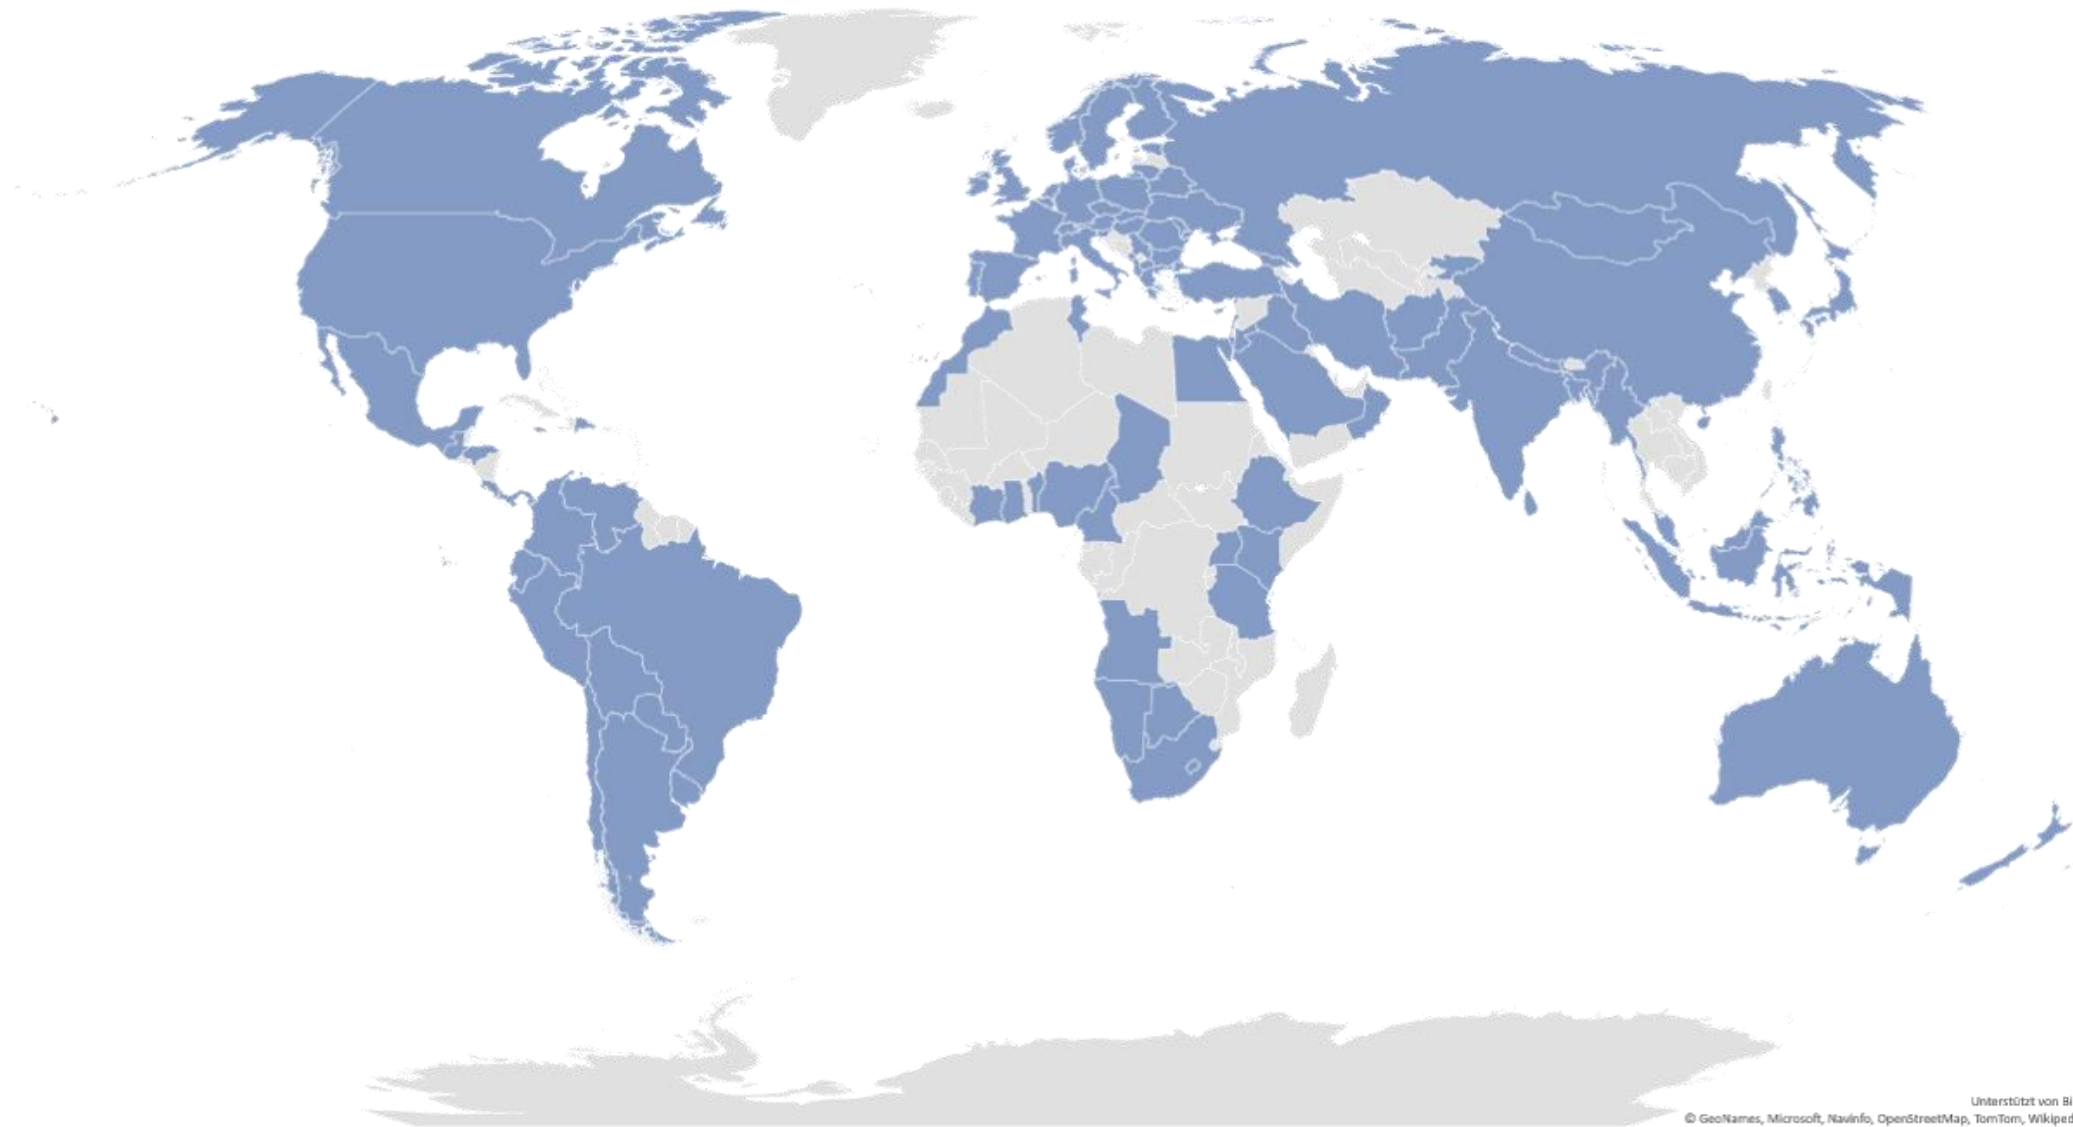 Unterstützt von Bi
© GeoNames, Microsoft, Navinfo, OpenStreetMap, TomTom, Wikiped